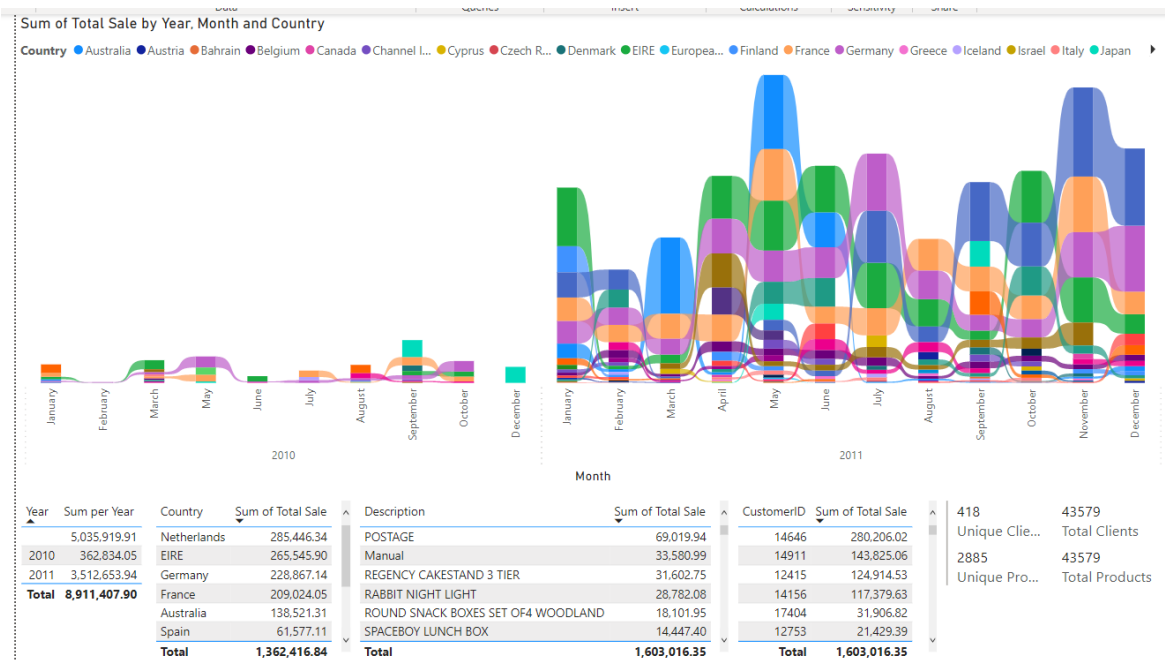 Data Queries Insert Calculations Sensitivity Share
Sum of Total Sale by Year, Month and Country
Country Australia Austria Bahrain Belgium Canada Channel I... Cyprus Czech R... Denmark EIRE Europea... Finland France Germany Greece Iceland Israel Italy Japan
January February March May June July August September October December January February March April May June July August September October November December
2010 2011
Month
Year Sum per Year
5,035,919.91
2010 362,834.05
2011 3,512,653.94
Total 8,911,407.90
Country Sum of Total Sale
Netherlands 285,446.34
EIRE 265,545.90
Germany 228,867.14
France 209,024.05
Australia 138,521.31
Spain 61,577.11
Total 1,362,416.84
Description Sum of Total Sale
POSTAGE 69,019.94
Manual 33,580.99
REGENCY CAKESTAND 3 TIER 31,602.75
RABBIT NIGHT LIGHT 28,782.08
ROUND SNACK BOXES SET OF4 WOODLAND 18,101.95
SPACEBOY LUNCH BOX 14,447.40
Total 1,603,016.35
CustomerID Sum of Total Sale
14646 280,206.02
14911 143,825.06
12415 124,914.53
14156 117,379.63
17404 31,906.82
12753 21,429.39
Total 1,603,016.35
418 43579
Unique Clie... Total Clients
2885 43579
Unique Pro... Total Products